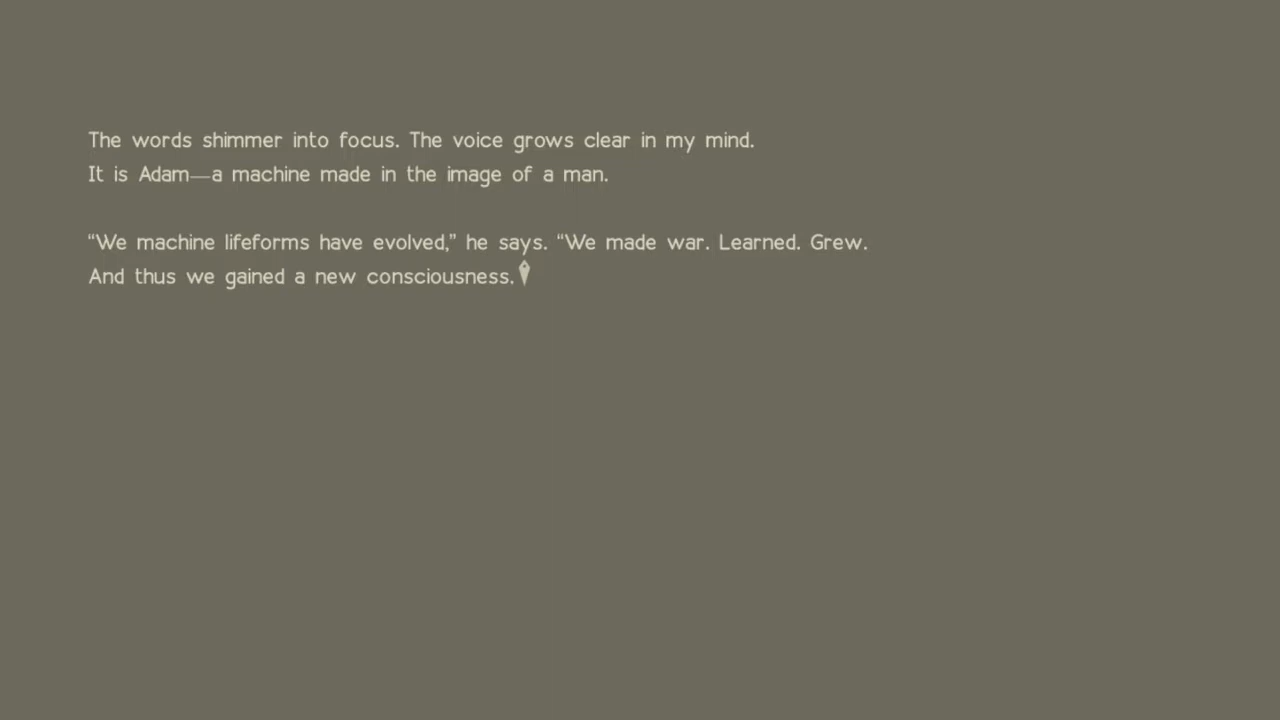 The words shimmer into focus. The voice grows clear in my mind.
It is Adam—a machine made in the image of a man.
“We machine lifeforms have evolved,” he says. “We made war. Learned. Grew.
And thus we gained a new consciousness.